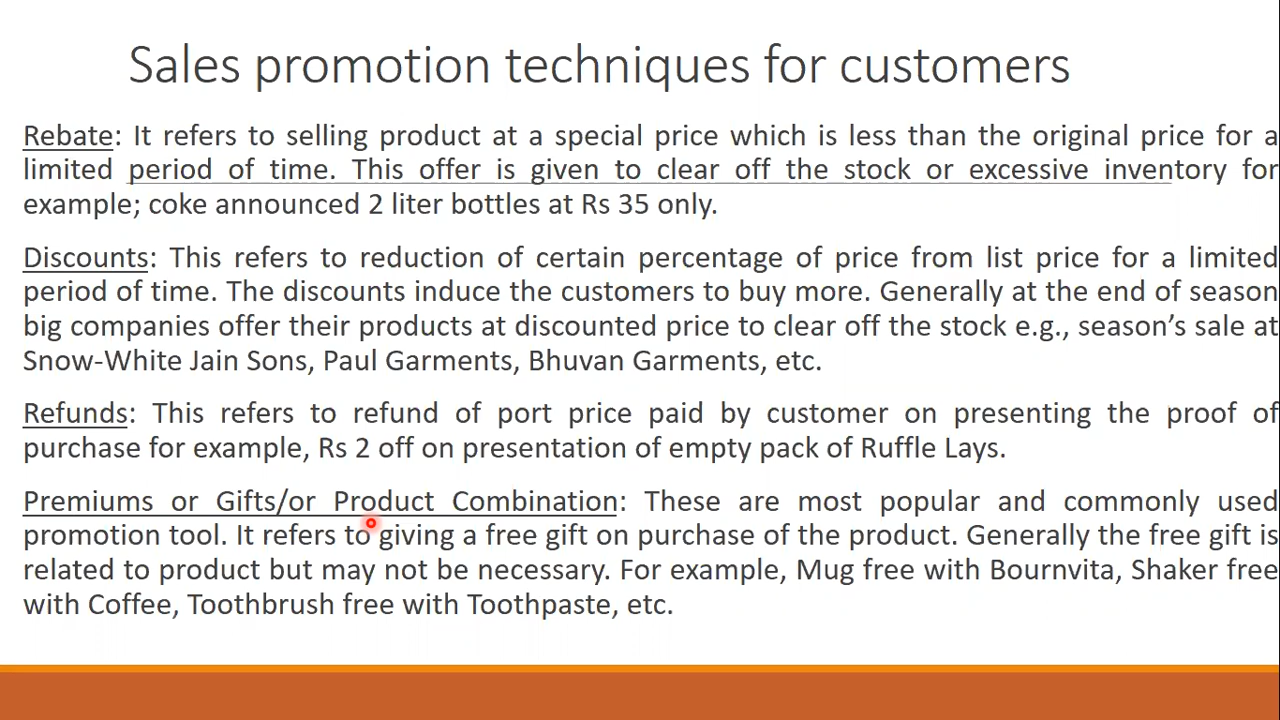 Sales promotion techniques for customers
Rebate: It refers to selling product at a special price which is less than the original price for a
limited period of time. This offer is given to clear off the stock or excessive inventory for
example; coke announced 2 liter bottles at Rs 35 only.
Discounts: This refers to reduction of certain percentage of price from list price for a limited
period of time. The discounts induce the customers to buy more. Generally at the end of season
big companies offer their products at discounted price to clear off the stock e.g., season’s sale at
Snow-White Jain Sons, Paul Garments, Bhuvan Garments, etc.
Refunds: This refers to refund of port price paid by customer on presenting the proof of
purchase for example, Rs 2 off on presentation of empty pack of Ruffle Lays.
Premiums or Gifts/or Product Combination: These are most popular and commonly used
promotion tool. It refers to giving a free gift on purchase of the product. Generally the free gift is
related to product but may not be necessary. For example, Mug free with Bournvita, Shaker free
with Coffee, Toothbrush free with Toothpaste, etc.